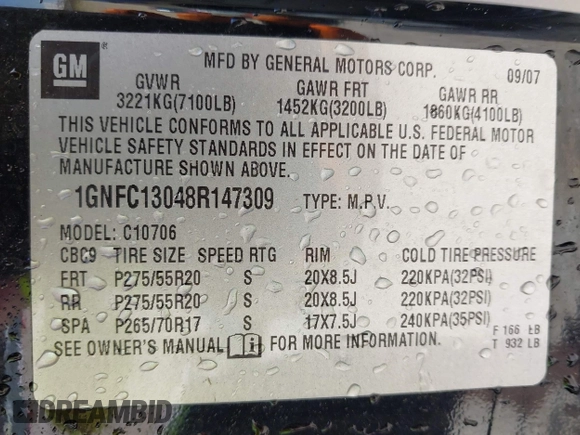 GM
MFD BY GENERAL MOTORS CORP.
09/07
GVWR GAWR FRT GAWR RR
3221KG(7100LB) 1452KG(3200LB) 1860KG(4100LB)
THIS VEHICLE CONFORMS TO ALL APPLICABLE U.S. FEDERAL MOTOR
VEHICLE SAFETY STANDARDS IN EFFECT ON THE DATE OF
MANUFACTURE SHOWN ABOVE.
1GNFC13048R147309 TYPE: M.P.V.
MODEL: C10706
CBC9 TIRE SIZE SPEED RTG RIM COLD TIRE PRESSURE
FRT P275/55R20 S 20X8.5J 220KPA(32PSI)
RR P275/55R20 S 20X8.5J 220KPA(32PSI)
SPA P265/70R17 S 17X7.5J 240KPA(35PSI)
F 166 LB
T 932 LB
SEE OWNER'S MANUAL i FOR MORE INFORMATION.
DREAMBID